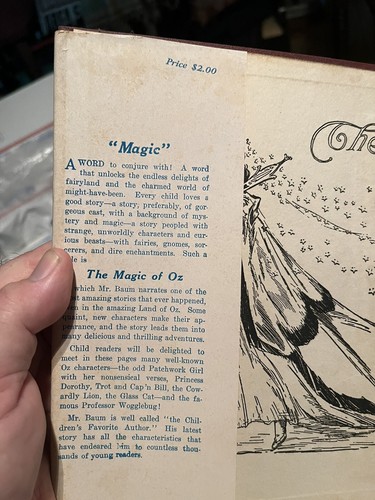 Price $2.00
"Magic"
A WORD to conjure with! A word
that unlocks the endless delights of
fairyland and the charmed world of
might-have-been. Every child loves a
good story—a story, preferably, of gor-
geous east, with a background of mys-
tery and magic—a story peopled with
strange, unworldly characters and cur-
ious beasts—with fairies, gnomes, sor-
cerers, and dire enchantments. Such a
is
The Magic of Oz
which Mr. Baum narrates one of the
amazing stories that ever happened,
even in the amazing Land of Oz. Some
quaint, new characters make their ap-
pearance, and the story leads them into
many delicious and thrilling adventures.
Child readers will be delighted to
meet in these pages many well-known
Oz characters—the odd Patchwork Girl
with her nonsensical verses, Princess
Dorothy, Trot and Cap'n Bill, the Cow-
ardly Lion, the Glass Cat—and the fa-
mous Professor Wogglebug!
Mr. Baum is well called "the Chil-
dren's Favorite Author." His latest
story has all the characteristics that
have endeared him to countless thou-
sands of young readers.
The